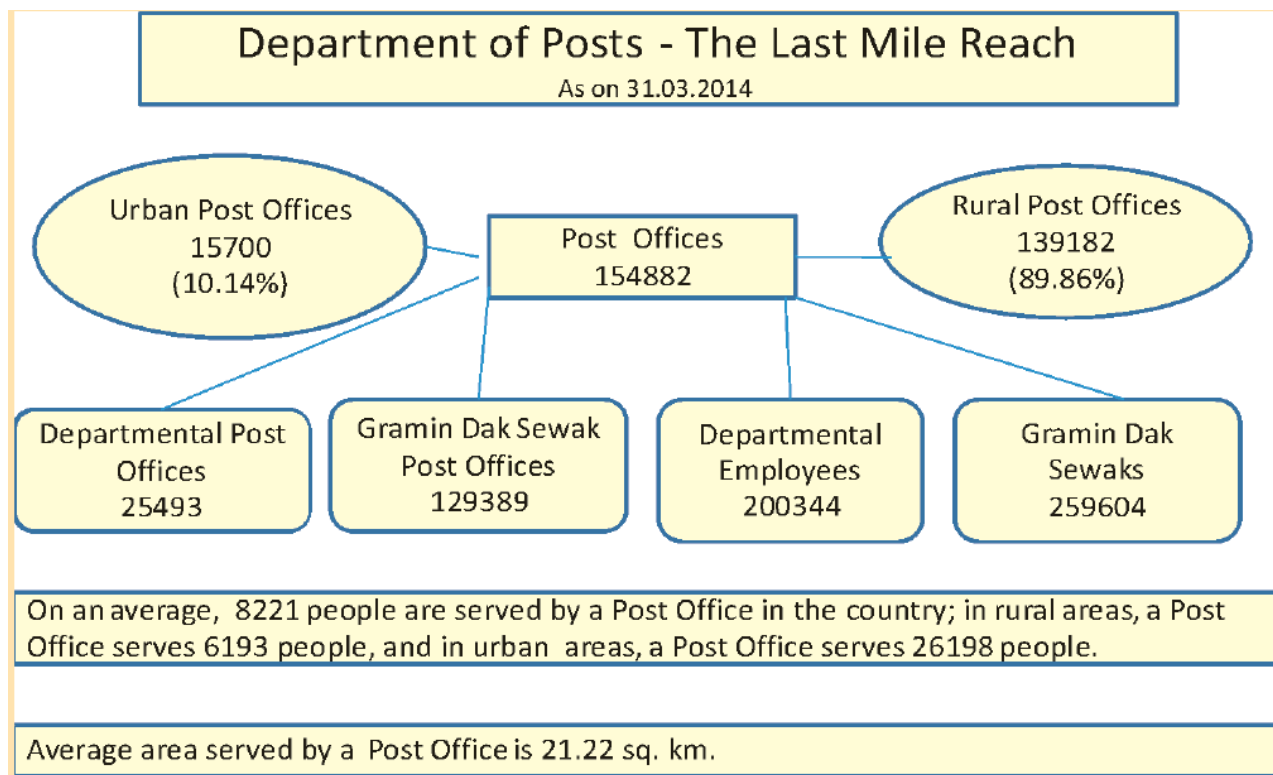 Department of Posts - The Last Mile Reach
As on 31.03.2014
Urban Post Offices
15700
(10.14%)
Post Offices
154882
Rural Post Offices
139182
(89.86%)
Departmental Post
Offices
25493
Gramin Dak Sewak
Post Offices
129389
Departmental
Employees
200344
Gramin Dak
Sewaks
259604
On an average, 8221 people are served by a Post Office in the country; in rural areas, a Post
Office serves 6193 people, and in urban areas, a Post Office serves 26198 people.
Average area served by a Post Office is 21.22 sq. km.